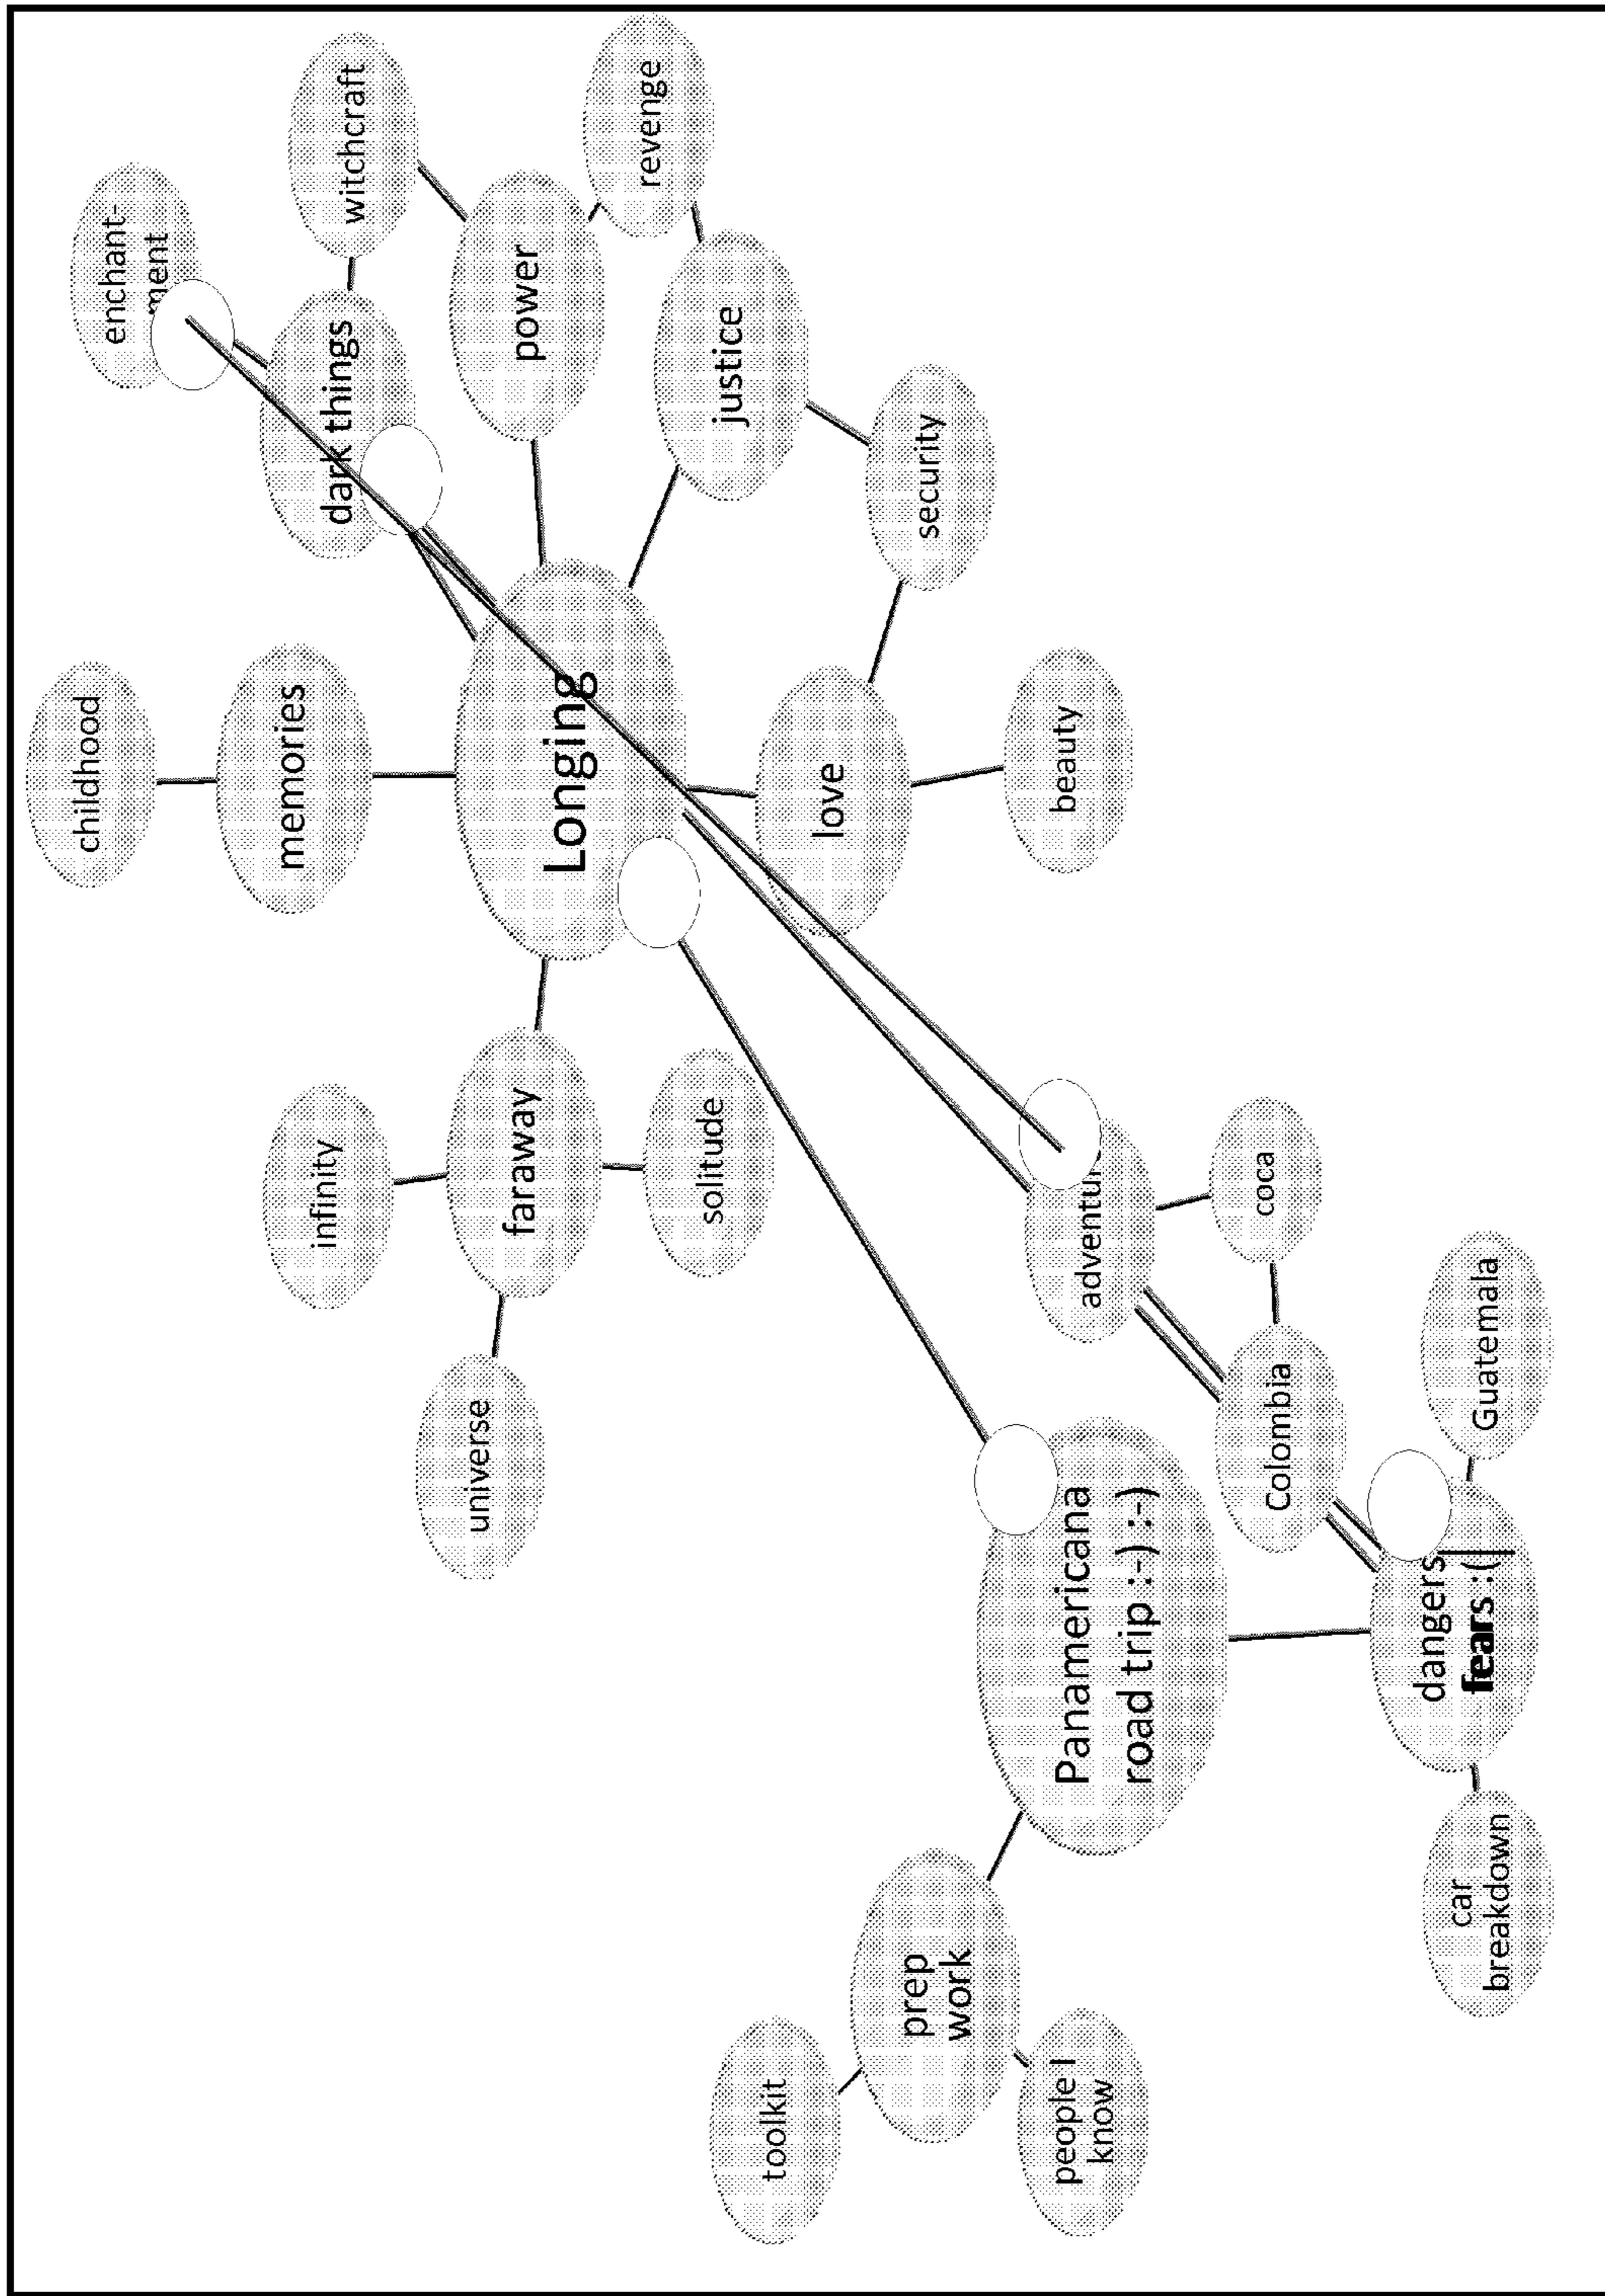 toolkit
prep
work
people I
know
universe
infinity
faraway
solitude
childhood
memories
Longing
love
beauty
enchant-
ment
dark things
witchcraft
power
revenge
justice
security
Panamericana
road trip :-) :-)
adventur
coca
Colombia
dangers
fears :(
Guatemala
car
breakdown